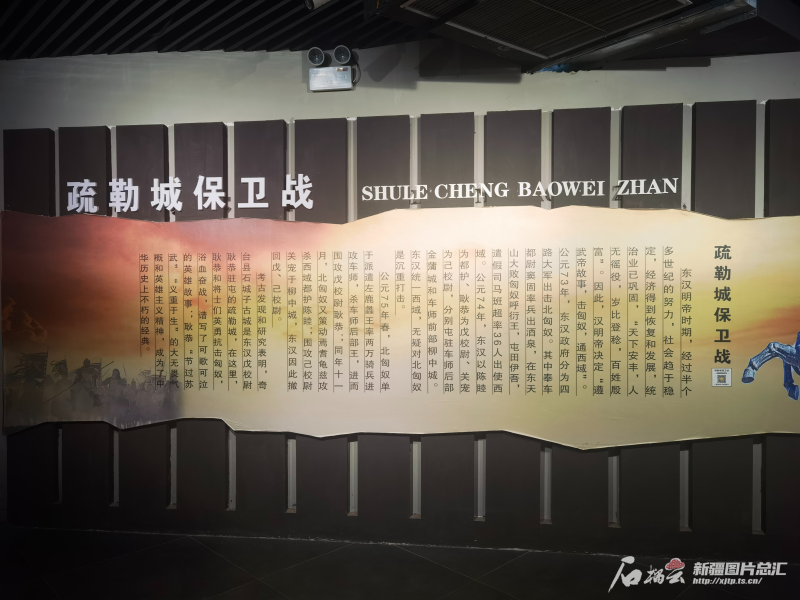 疏勒城保卫战
SHULE CHENG BAOWEI ZHAN
疏勒城保卫战
东汉明帝时期，经过半个
多世纪的努力，社会趋于稳
定，经济得到恢复和发展，统
治业已巩固，“天下安丰，人
无徭役，岁比登稔，百姓殷
富”。因此，汉明帝决定“遵
武帝故事，击匈奴，通西域”。
公元73年，东汉政府分为四
路大军出击北匈奴。其中奉车
都尉窦固率兵出酒泉，在东天
山大败匈奴呼衍王，屯田伊吾，
遣假司马班超率36人出使西
域。公元74年，东汉以陈睦
为都护、耿恭为戊校尉、关宠
为己校尉，分别屯驻车师后部
金蒲城和车师前部柳中城。
东汉统一西域，无疑对北匈奴
是沉重打击。
公元75年春，北匈奴单
于派遣左鹿蠡王率两万骑兵进
攻车师，杀车师后部王，进而
围攻戊校尉耿恭；同年十一
月，北匈奴又策动焉耆龟兹攻
杀西域都护陈睦；围攻己校尉
关宠于柳中城，东汉因此撤
回戊、己校尉。
考古发现和研究表明，奇
台县石城子古城是东汉戊校尉
耿恭驻屯的疏勒城，在这里，
耿恭和将士们英勇抗击匈奴，
浴血奋战，谱写了可歌可泣
的英雄故事；耿恭“节过苏
武”、“义重于生”的大无畏气
概和英雄主义精神，成为了中
华历史上不朽的经典。
石榴云
新疆图片总汇
http://xjtp.ts.cn/